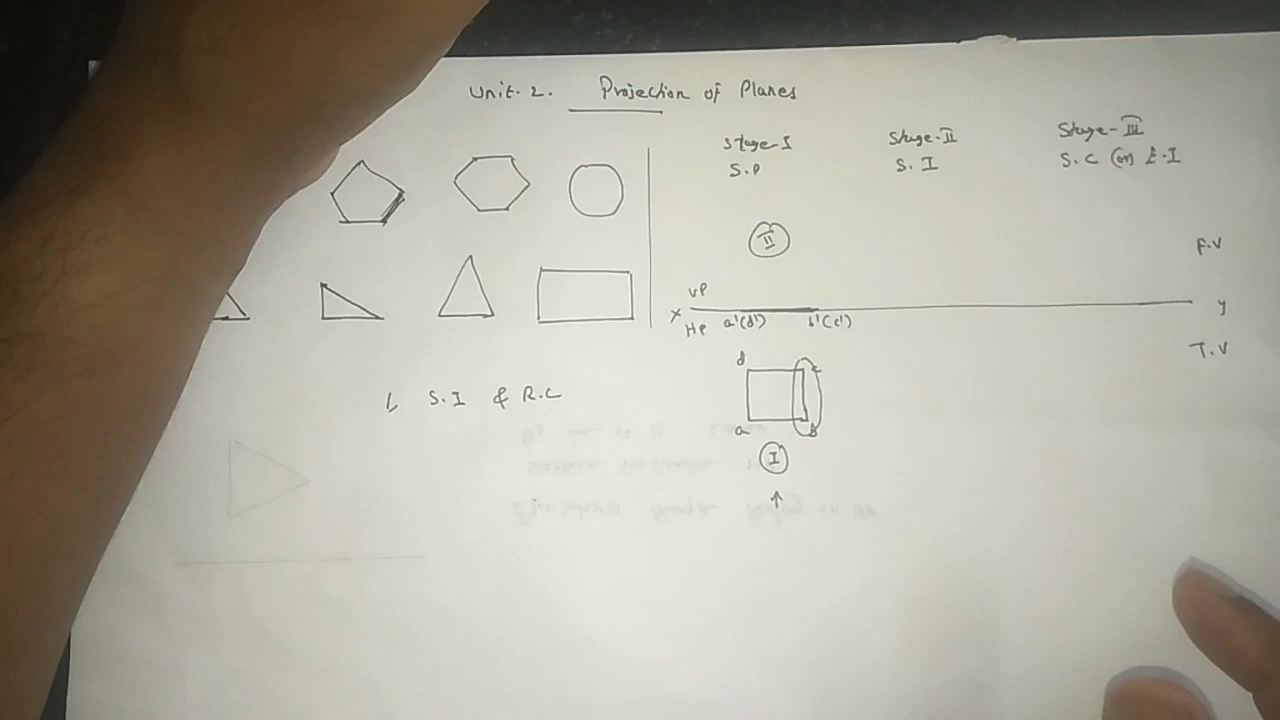 Unit. 2. Projection of Planes
Stage-I Stage-II Stage-III
S.P S.I S.C (or) E.I
II
F.V
VP
X y
HP a'(d') b'(c')
T.V
d c
1, S.I & R.C
a b
I